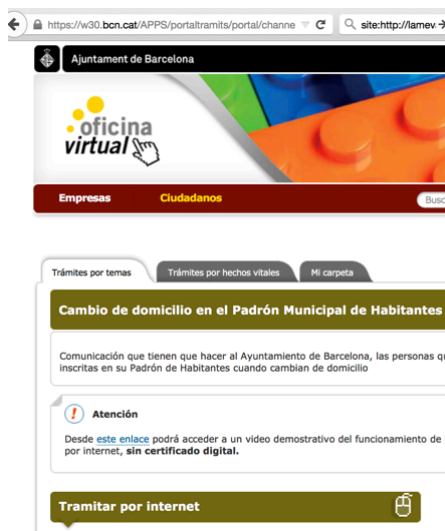 https://w30.bcn.cat/APPS/portaltramits/portal/channe
site:http://lamev.
Ajuntament de Barcelona
oficina
virtual
Empresas Ciudadanos
Busc
Trámites por temas Trámites por hechos vitales Mi carpeta
Cambio de domicilio en el Padrón Municipal de Habitantes
Comunicación que tienen que hacer al Ayuntamiento de Barcelona, las personas qu
inscritas en su Padrón de Habitantes cuando cambian de domicilio
Atención
Desde este enlace podrá acceder a un video demostrativo del funcionamiento de
por internet, sin certificado digital.
Tramitar por internet